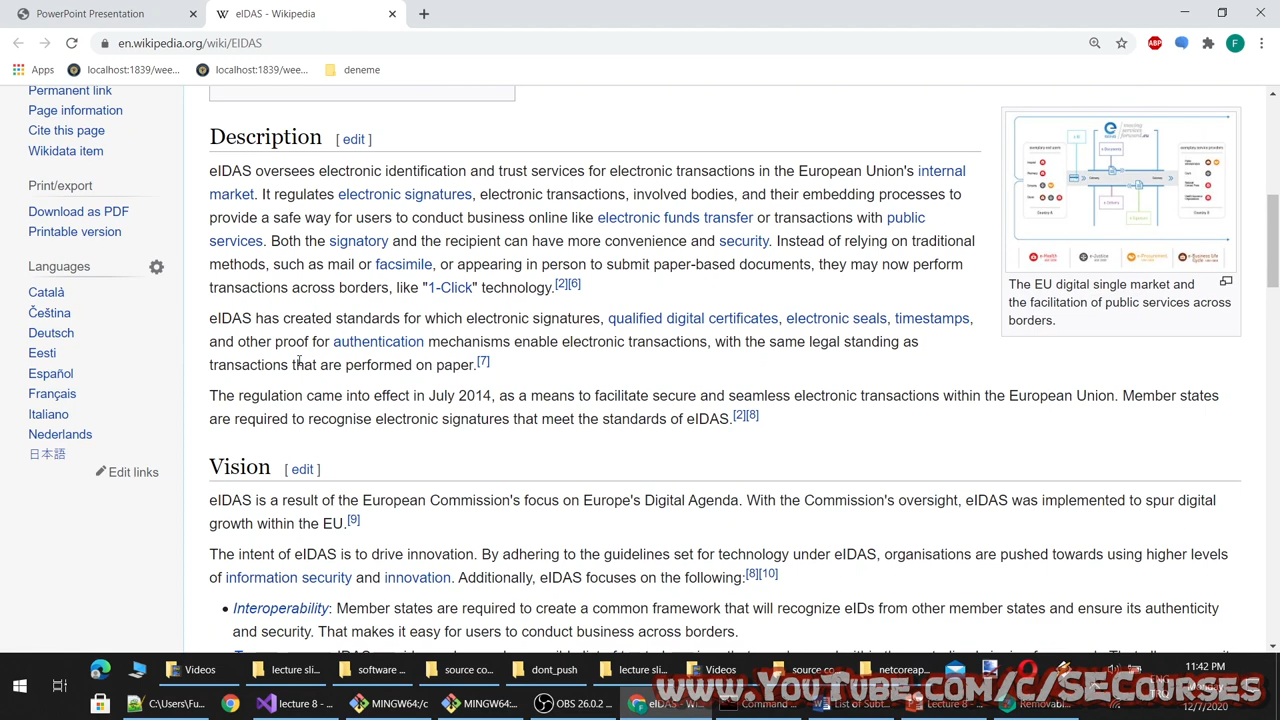 PowerPoint Presentation
eIDAS - Wikipedia
en.wikipedia.org/wiki/EIDAS
ABP
F
Apps
localhost:1839/wee...
localhost:1839/wee...
deneme
Permanent link
Page information
Cite this page
Wikidata item
Print/export
Download as PDF
Printable version
Languages
Català
Čeština
Deutsch
Eesti
Español
Français
Italiano
Nederlands
日本語
Edit links
Description [ edit ]
eIDAS oversees electronic identification and trust services for electronic transactions in the European Union's internal
market. It regulates electronic signatures, electronic transactions, involved bodies, and their embedding processes to
provide a safe way for users to conduct business online like electronic funds transfer or transactions with public
services. Both the signatory and the recipient can have more convenience and security. Instead of relying on traditional
methods, such as mail or facsimile, or appearing in person to submit paper-based documents, they may now perform
transactions across borders, like "1-Click" technology.[2][6]
eIDAS has created standards for which electronic signatures, qualified digital certificates, electronic seals, timestamps,
and other proof for authentication mechanisms enable electronic transactions, with the same legal standing as
transactions that are performed on paper.[7]
The regulation came into effect in July 2014, as a means to facilitate secure and seamless electronic transactions within the European Union. Member states
are required to recognise electronic signatures that meet the standards of eIDAS.[2][8]
The EU digital single market and
the facilitation of public services across
borders.
Vision [ edit ]
eIDAS is a result of the European Commission's focus on Europe's Digital Agenda. With the Commission's oversight, eIDAS was implemented to spur digital
growth within the EU.[9]
The intent of eIDAS is to drive innovation. By adhering to the guidelines set for technology under eIDAS, organisations are pushed towards using higher levels
of information security and innovation. Additionally, eIDAS focuses on the following:[8][10]
• Interoperability: Member states are required to create a common framework that will recognize eIDs from other member states and ensure its authenticity
and security. That makes it easy for users to conduct business across borders.
Videos
lecture sli...
software ...
source co...
dont_push
lecture sli...
Videos
source co...
netcoreap...
11:42 PM
Monday
12/7/2020
ENG
TRQ
C:\Users\Fu...
lecture 8 - ...
MINGW64:/c
MINGW64:...
OBS 26.0.2 ...
eIDAS - Wi...
Command ...
List of Subt...
Lecture 8 - ...
Removabl...
www.YouTube.com/c/SECourses